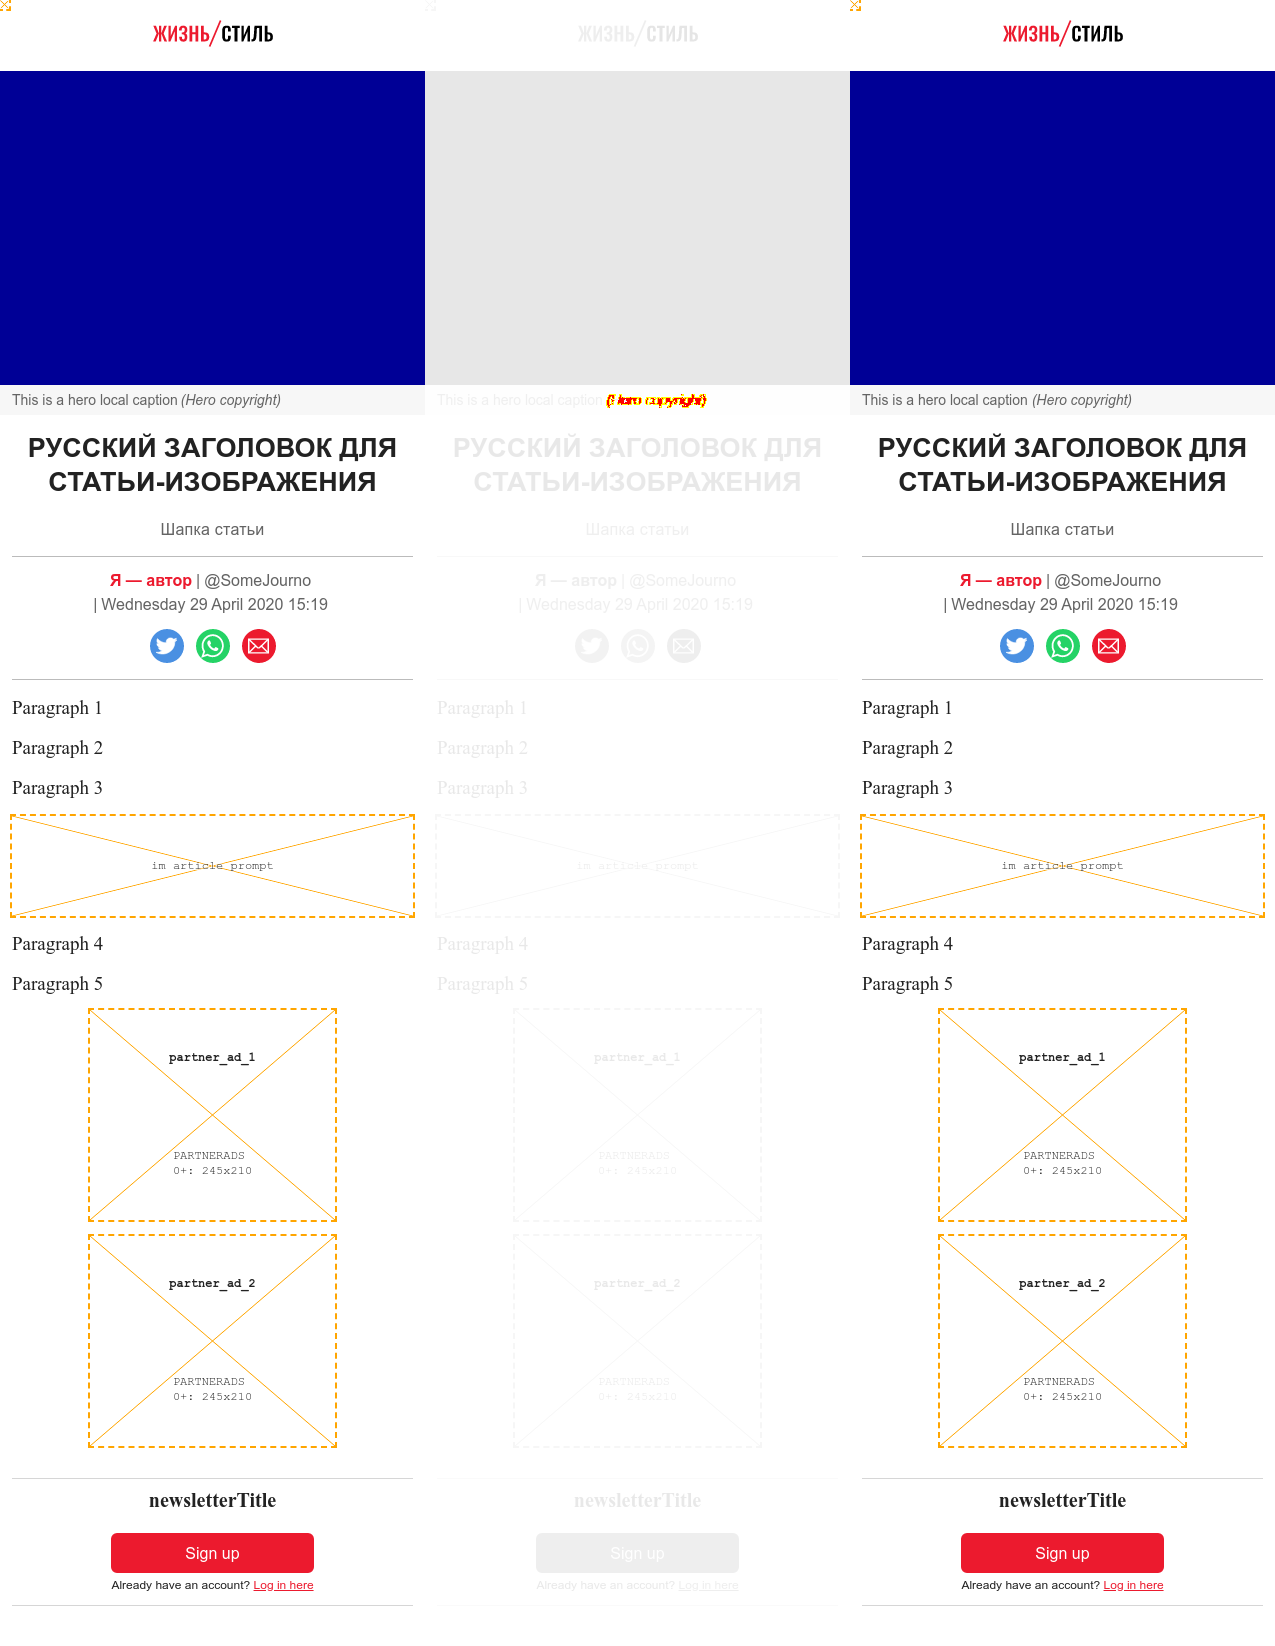 ЖИЗНЬ/СТИЛЬ
This is a hero local caption (Hero copyright)
РУССКИЙ ЗАГОЛОВОК ДЛЯ
СТАТЬИ-ИЗОБРАЖЕНИЯ
Шапка статьи
Я — автор | @SomeJourno
| Wednesday 29 April 2020 15:19
Paragraph 1
Paragraph 2
Paragraph 3
im article prompt
Paragraph 4
Paragraph 5
partner_ad_1
PARTNERADS
0+: 245x210
partner_ad_2
PARTNERADS
0+: 245x210
newsletterTitle
Sign up
Already have an account? Log in here
ЖИЗНЬ/СТИЛЬ
This is a hero local caption (Hero copyright)
РУССКИЙ ЗАГОЛОВОК ДЛЯ
СТАТЬИ-ИЗОБРАЖЕНИЯ
Шапка статьи
Я — автор | @SomeJourno
| Wednesday 29 April 2020 15:19
Paragraph 1
Paragraph 2
Paragraph 3
im article prompt
Paragraph 4
Paragraph 5
partner_ad_1
PARTNERADS
0+: 245x210
partner_ad_2
PARTNERADS
0+: 245x210
newsletterTitle
Sign up
Already have an account? Log in here
ЖИЗНЬ/СТИЛЬ
This is a hero local caption (Hero copyright)
РУССКИЙ ЗАГОЛОВОК ДЛЯ
СТАТЬИ-ИЗОБРАЖЕНИЯ
Шапка статьи
Я — автор | @SomeJourno
| Wednesday 29 April 2020 15:19
Paragraph 1
Paragraph 2
Paragraph 3
im article prompt
Paragraph 4
Paragraph 5
partner_ad_1
PARTNERADS
0+: 245x210
partner_ad_2
PARTNERADS
0+: 245x210
newsletterTitle
Sign up
Already have an account? Log in here